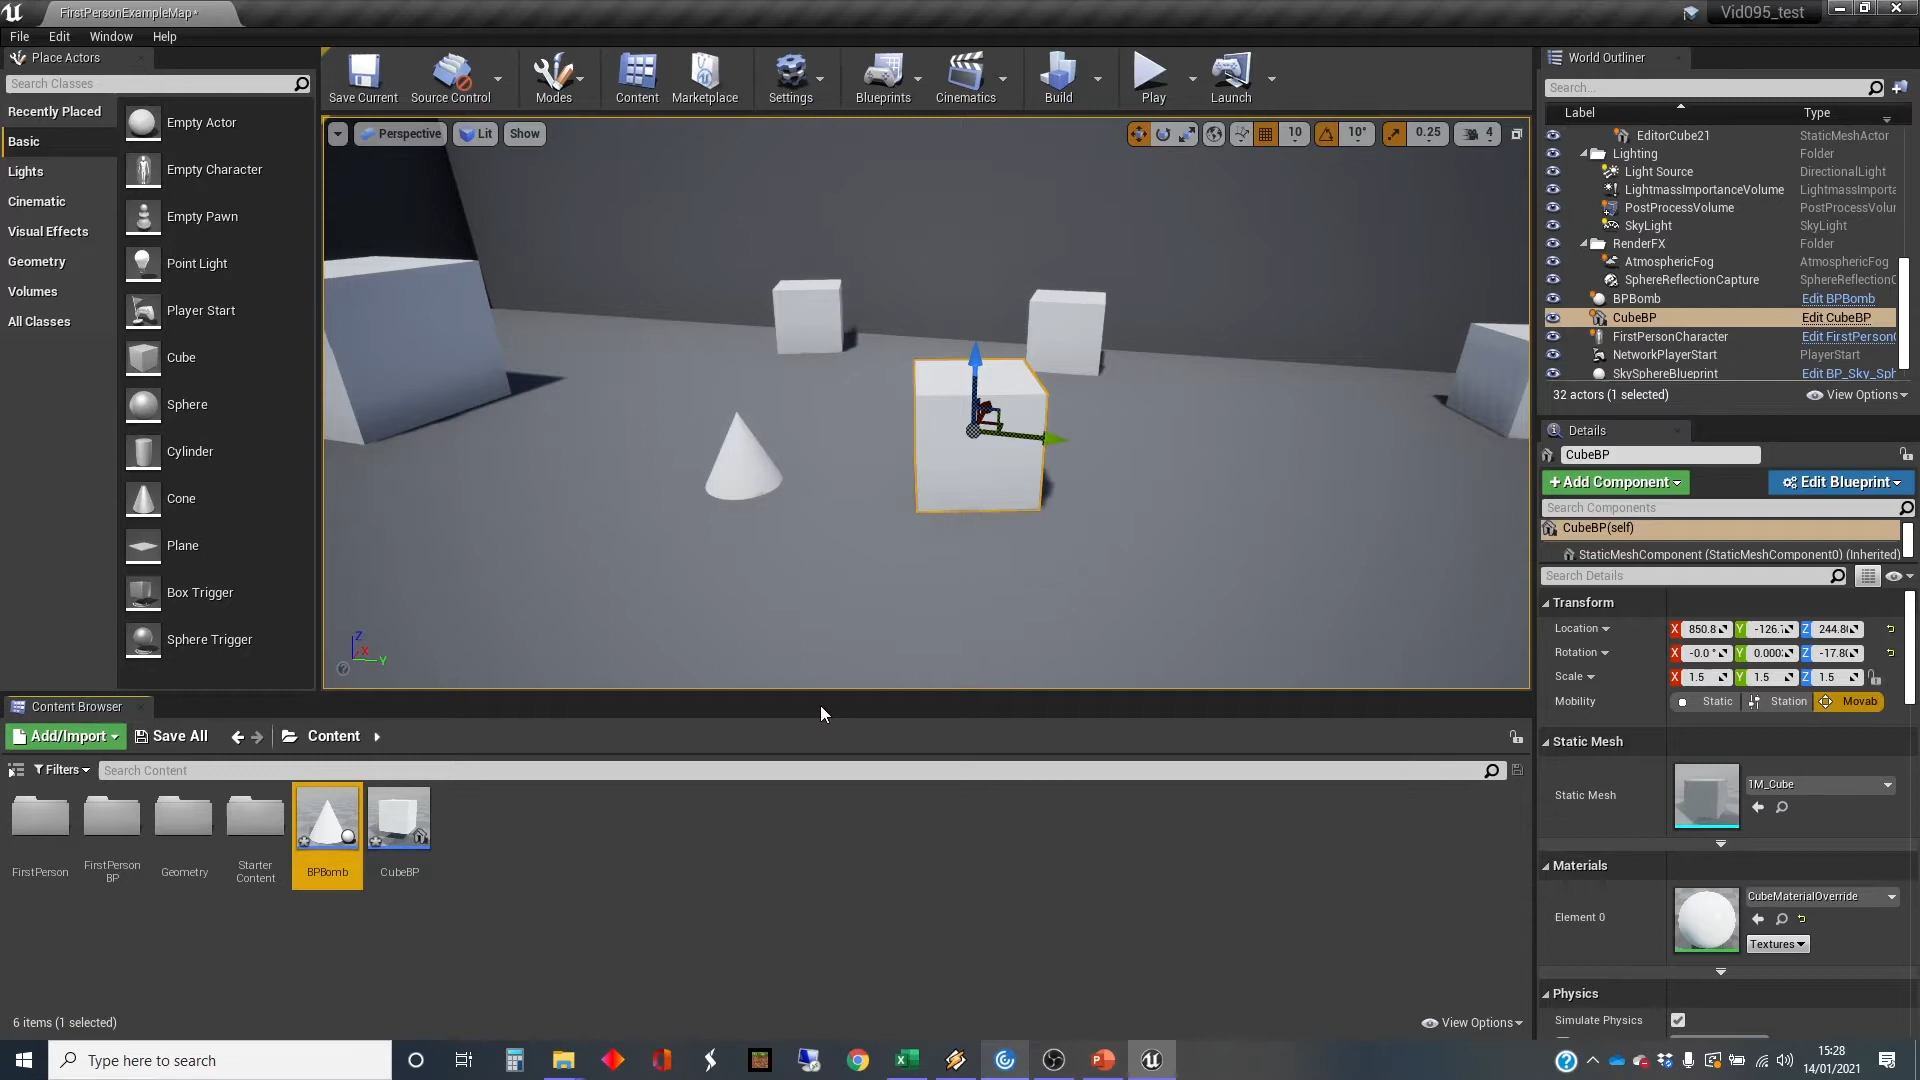 FirstPersonExampleMap*
Vid095_test
File Edit Window Help
Place Actors
Search Classes
Recently Placed
Basic
Lights
Cinematic
Visual Effects
Geometry
Volumes
All Classes
Empty Actor
Empty Character
Empty Pawn
Point Light
Player Start
Cube
Sphere
Cylinder
Cone
Plane
Box Trigger
Sphere Trigger
Save Current Source Control Modes Content Marketplace Settings Blueprints Cinematics Build Play Launch
Perspective Lit Show
10 10° 0.25 4
Z
X
Y
World Outliner
Search...
Label Type
EditorCube21 StaticMeshActor
Lighting Folder
Light Source DirectionalLight
LightmassImportanceVolume LightmassImporta
PostProcessVolume PostProcessVolur
SkyLight SkyLight
RenderFX Folder
AtmosphericFog AtmosphericFog
SphereReflectionCapture SphereReflectionC
BPBomb Edit BPBomb
CubeBP Edit CubeBP
FirstPersonCharacter Edit FirstPersonC
NetworkPlayerStart PlayerStart
SkySphereBlueprint Edit BP_Sky_Sph
32 actors (1 selected) View Options
Details
CubeBP
+Add Component Edit Blueprint
Search Components
CubeBP(self)
StaticMeshComponent (StaticMeshComponent0) (Inherited)
Search Details
Transform
Location X 850.8 Y -126. Z 244.8
Rotation X -0.0 ° Y 0.000 Z -17.8
Scale X 1.5 Y 1.5 Z 1.5
Mobility Static Station Movab
Static Mesh
Static Mesh 1M_Cube
Materials
Element 0 CubeMaterialOverride
Textures
Physics
Simulate Physics
Content Browser
Add/Import Save All Content
Filters Search Content
FirstPerson
FirstPerson
BP
Geometry
Starter
Content
BPBomb
CubeBP
6 items (1 selected) View Options
Type here to search
15:28
14/01/2021